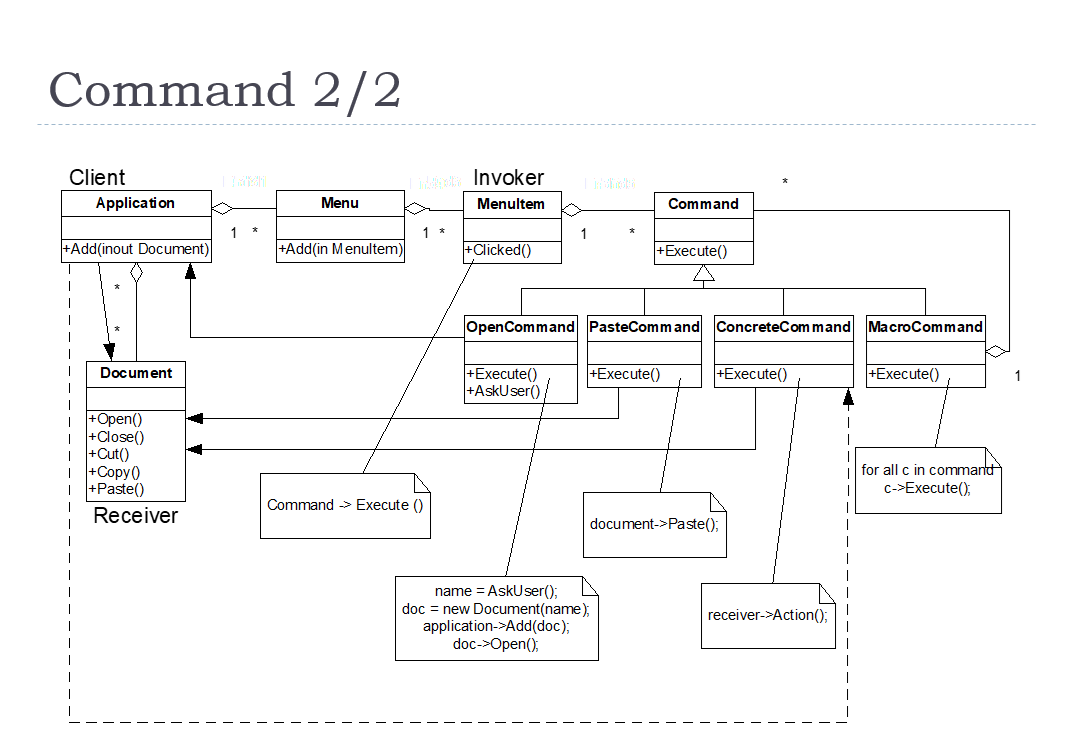 Command 2/2
Client
Invoker
*
Application
+Add(inout Document)
1
*
Menu
+Add(in MenuItem)
1
*
MenuItem
+Clicked()
1
*
Command
+Execute()
*
*
OpenCommand
+Execute()
+AskUser()
PasteCommand
+Execute()
ConcreteCommand
+Execute()
MacroCommand
+Execute()
1
Document
+Open()
+Close()
+Cut()
+Copy()
+Paste()
Receiver
Command -> Execute ()
document->Paste();
for all c in command
c->Execute();
name = AskUser();
doc = new Document(name);
application->Add(doc);
doc->Open();
receiver->Action();